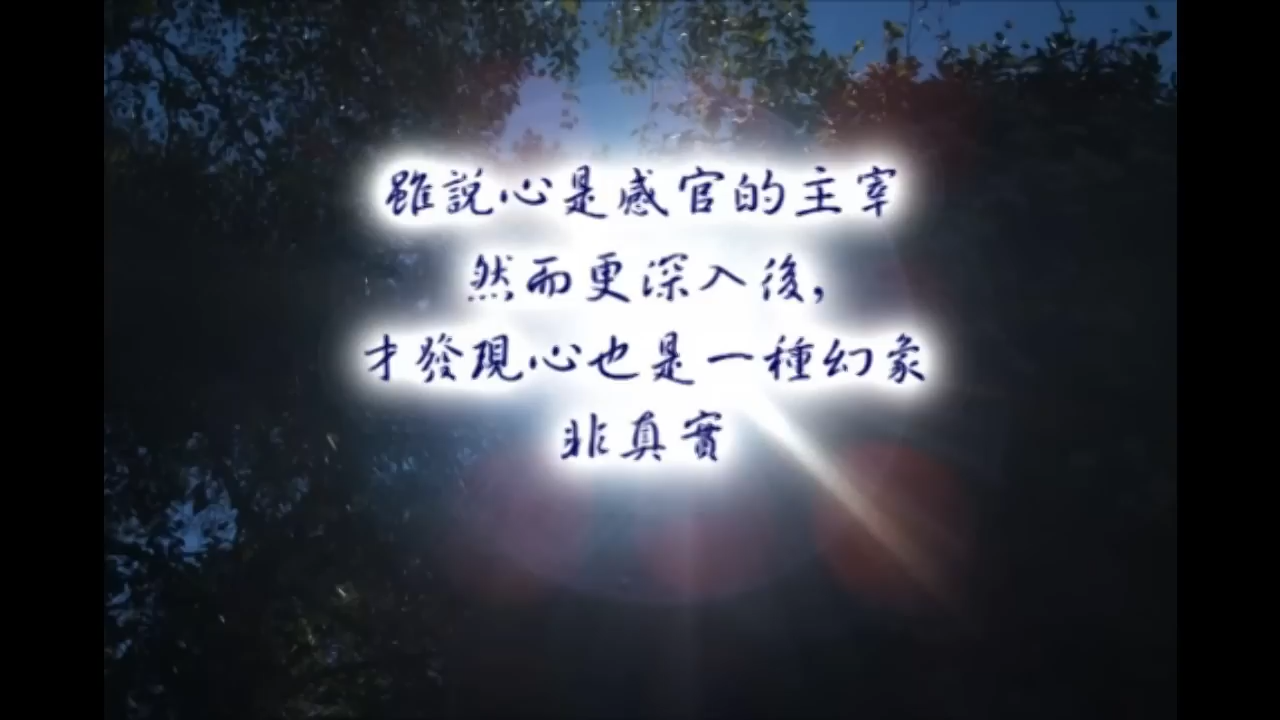 雖說心是感官的主宰
然而更深入後,
才發現心也是一種幻象
非真實